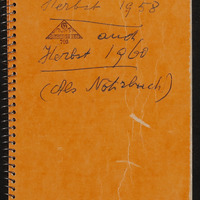 Herbst 1958
und
Herbst 1960
(Als Notizbuch)